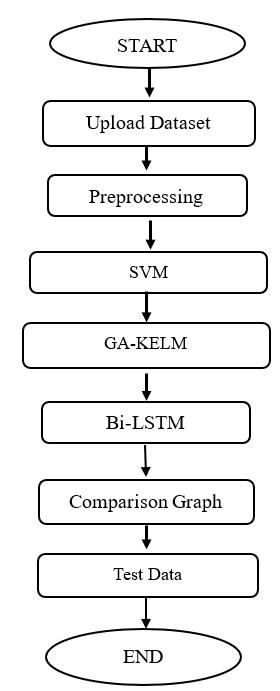 START
Upload Dataset
Preprocessing
SVM
GA-KELM
Bi-LSTM
Comparison Graph
Test Data
END